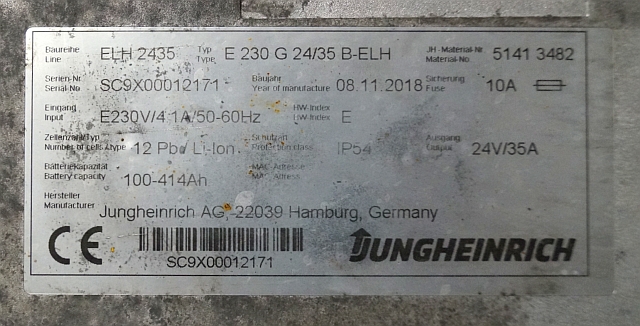 Baureihe ELH 2435 Typ E 230 G 24/35 B-ELH JH-Material-Nr. 5141 3482
Line Type Material-No.
Serien-Nr SC9X00012171 Baujahr 08.11.2018 Sicherung 10A
Serial-No Year of manufacture Fuse
Eingang E230V/4.1A/50-60Hz HW-Index E
Input HW-Index
Zellenzahl/Typ 12 Pb/ Li-Ion Schutzart IP54 Ausgang 24V/35A
Number of cells /type Protection class Output
Batteriekapazität 100-414Ah MAC-Adresse
Battery capacity MAC-Adresse
Hersteller Jungheinrich AG, 22039 Hamburg, Germany
Manufacturer
CE JUNGHEINRICH
SC9X00012171